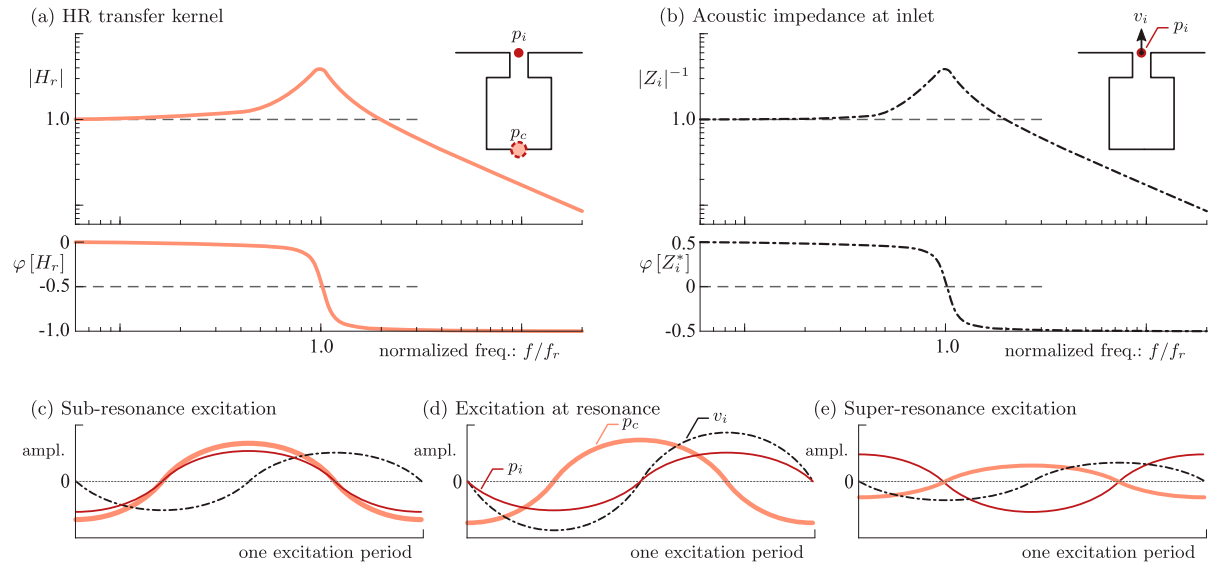 (a) HR transfer kernel
|H_r|
1.0
p_i
p_c
0
φ[H_r]
-0.5
-1.0
1.0
normalized freq.: f/f_r
(b) Acoustic impedance at inlet
|Z_i|^{-1}
1.0
v_i
p_i
0.5
φ[Z_i^*]
0
-0.5
1.0
normalized freq.: f/f_r
(c) Sub-resonance excitation
ampl.
0
one excitation period
(d) Excitation at resonance
ampl.
p_c
v_i
p_i
0
one excitation period
(e) Super-resonance excitation
ampl.
0
one excitation period